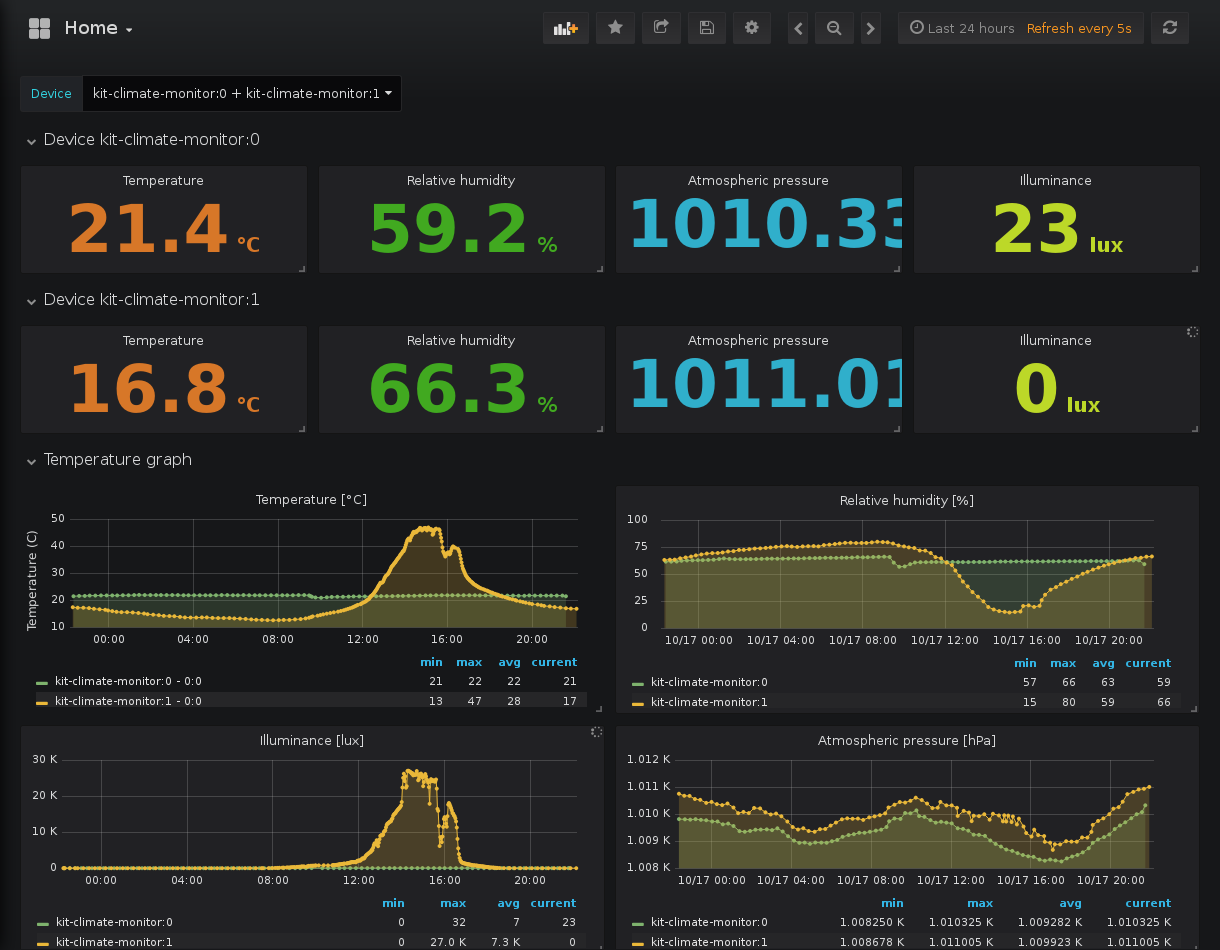 Home
Last 24 hours Refresh every 5s
Device kit-climate-monitor:0 + kit-climate-monitor:1
Device kit-climate-monitor:0
Temperature Relative humidity Atmospheric pressure Illuminance
21.4 °C 59.2 % 1010.33 23 lux
Device kit-climate-monitor:1
Temperature Relative humidity Atmospheric pressure Illuminance
16.8 °C 66.3 % 1011.01 0 lux
Temperature graph
Temperature [°C]
Temperature (C)
50
40
30
20
10
00:00 04:00 08:00 12:00 16:00 20:00
min max avg current
kit-climate-monitor:0 - 0:0 21 22 22 21
kit-climate-monitor:1 - 0:0 13 47 28 17
Relative humidity [%]
100
75
50
25
0
10/17 00:00 10/17 04:00 10/17 08:00 10/17 12:00 10/17 16:00 10/17 20:00
min max avg current
kit-climate-monitor:0 57 66 63 59
kit-climate-monitor:1 15 80 59 66
Illuminance [lux]
30 K
20 K
10 K
0
00:00 04:00 08:00 12:00 16:00 20:00
min max avg current
kit-climate-monitor:0 0 32 7 23
kit-climate-monitor:1 0 27.0 K 7.3 K 0
Atmospheric pressure [hPa]
1.012 K
1.011 K
1.010 K
1.009 K
1.008 K
10/17 00:00 10/17 04:00 10/17 08:00 10/17 12:00 10/17 16:00 10/17 20:00
min max avg current
kit-climate-monitor:0 1.008250 K 1.010325 K 1.009282 K 1.010325 K
kit-climate-monitor:1 1.008678 K 1.011005 K 1.009923 K 1.011005 K